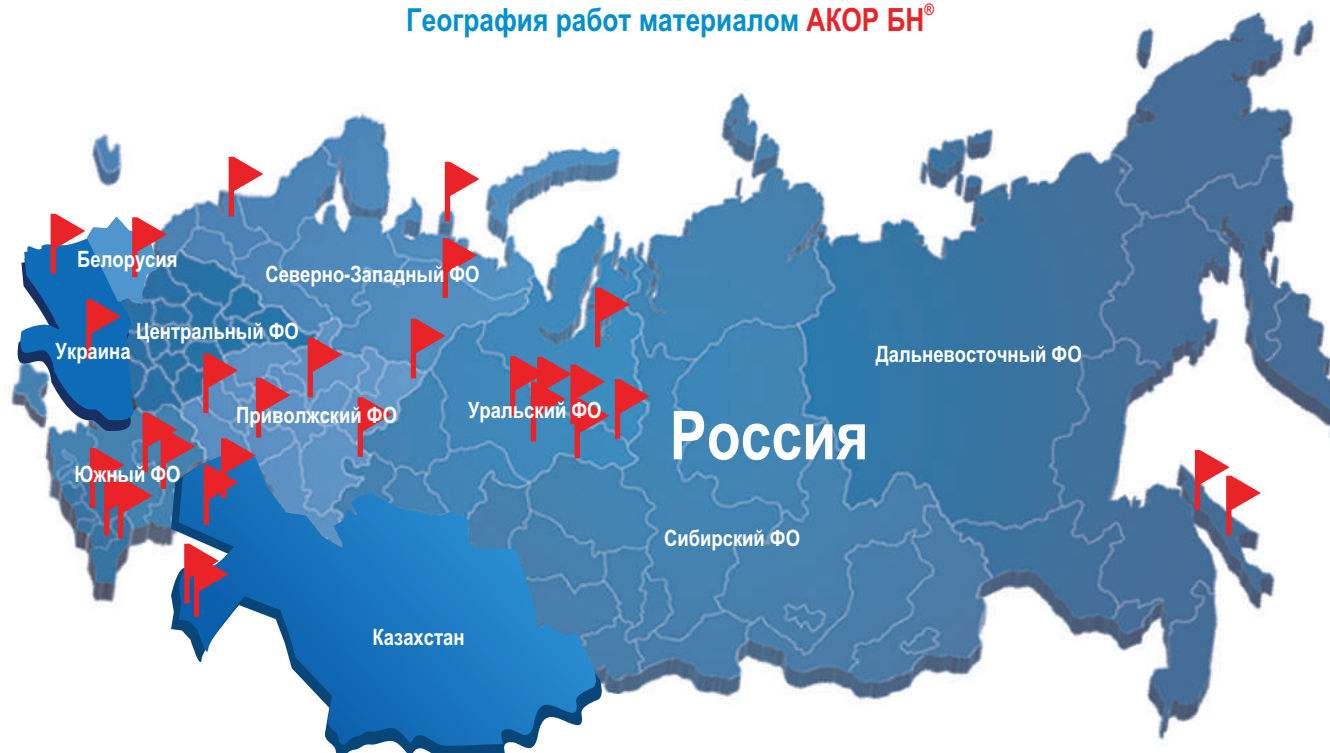 География работ материалом АКОР БН®
Белорусия
Северно-Западный ФО
Центральный ФО
Украина
Дальневосточный ФО
Приволжский ФО
Уральский ФО
Россия
Южный ФО
Сибирский ФО
Казахстан